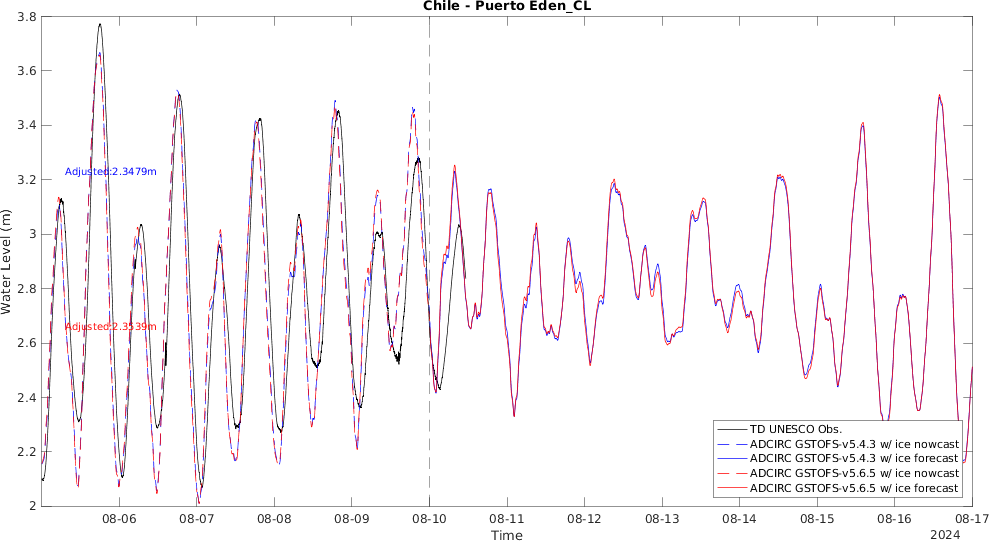 Chile - Puerto Eden_CL
3.8
3.6
3.4
3.2
3
2.8
2.6
2.4
2.2
2
Water Level (m)
Adjusted:2.3479m
Adjusted:2.3539m
TD UNESCO Obs.
ADCIRC GSTOFS-v5.4.3 w/ ice nowcast
ADCIRC GSTOFS-v5.4.3 w/ ice forecast
ADCIRC GSTOFS-v5.6.5 w/ ice nowcast
ADCIRC GSTOFS-v5.6.5 w/ ice forecast
08-06 08-07 08-08 08-09 08-10 08-11 08-12 08-13 08-14 08-15 08-16 08-17
Time
2024